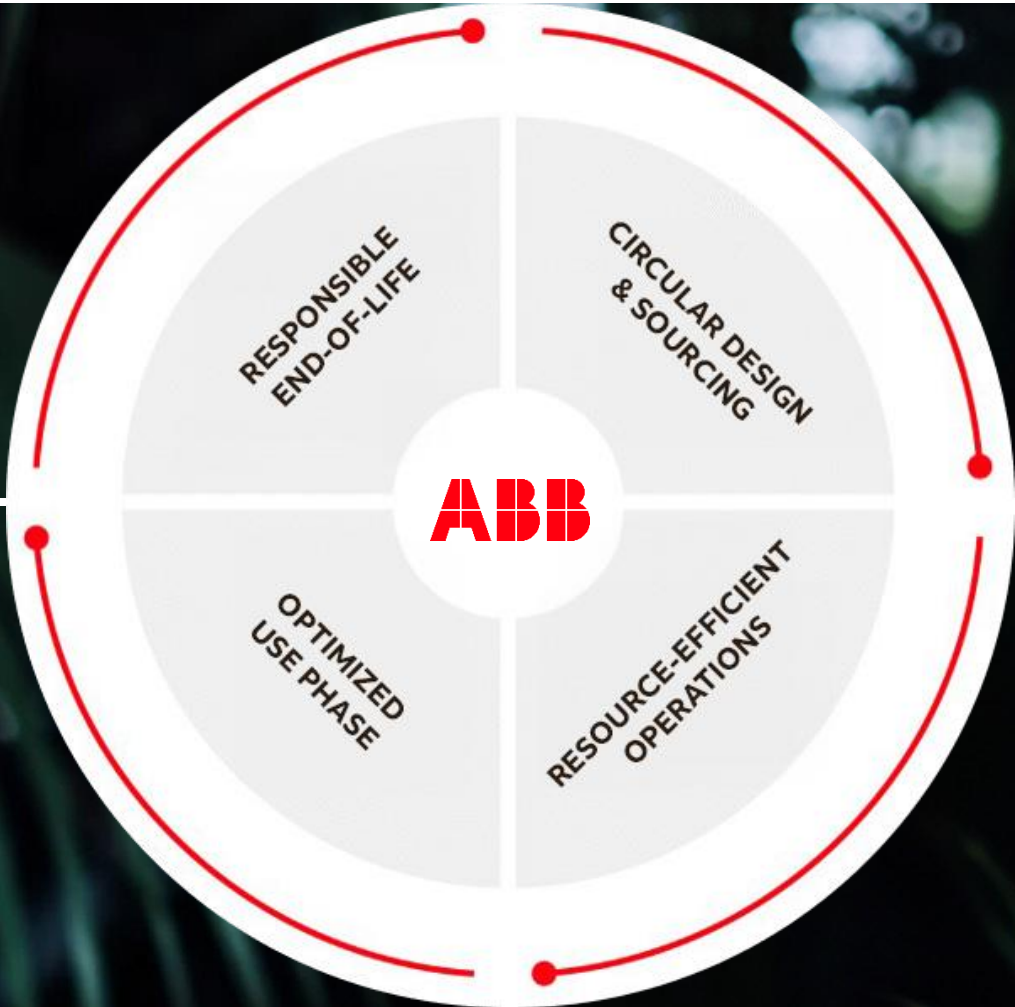 RESPONSIBLE
END-OF-LIFE
CIRCULAR DESIGN
& SOURCING
ABB
OPTIMIZED
USE PHASE
RESOURCE-EFFICIENT
OPERATIONS